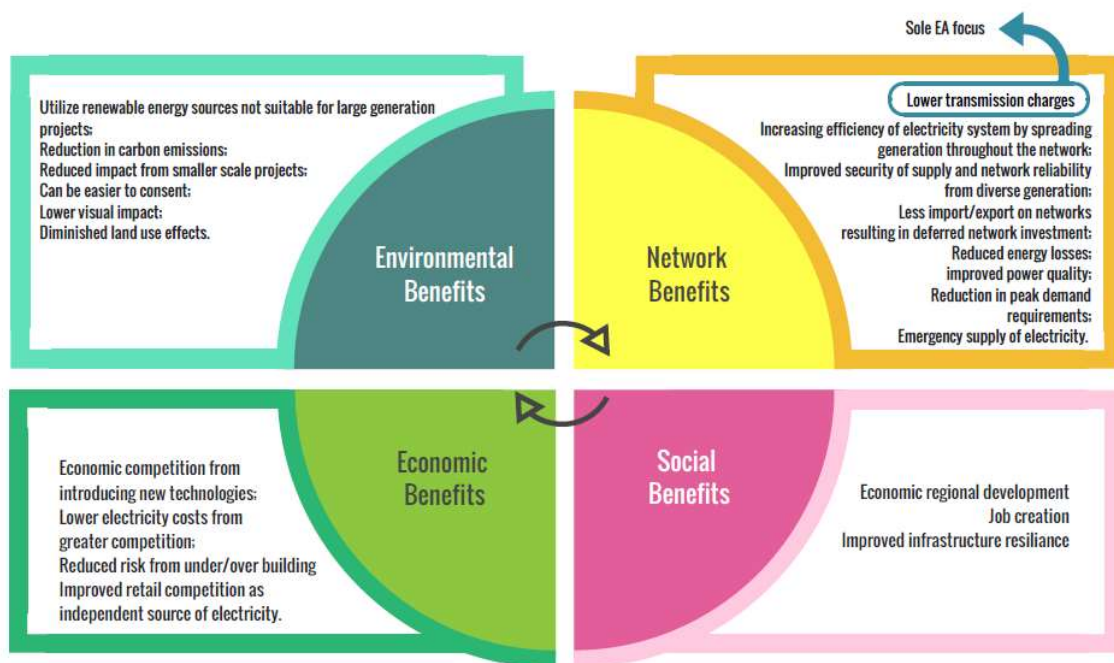 Sole EA focus
Utilize renewable energy sources not suitable for large generation
projects;
Reduction in carbon emissions;
Reduced impact from smaller scale projects;
Can be easier to consent;
Lower visual impact;
Diminished land use effects.
Environmental
Benefits
Network
Benefits
Lower transmission charges
Increasing efficiency of electricity system by spreading
generation throughout the network;
Improved security of supply and network reliability
from diverse generation;
Less import/export on networks
resulting in deferred network investment;
Reduced energy losses;
improved power quality;
Reduction in peak demand
requirements;
Emergency supply of electricity.
Economic competition from
introducing new technologies;
Lower electricity costs from
greater competition;
Reduced risk from under/over building
Improved retail competition as
independent source of electricity.
Economic
Benefits
Social
Benefits
Economic regional development
Job creation
Improved infrastructure resiliance